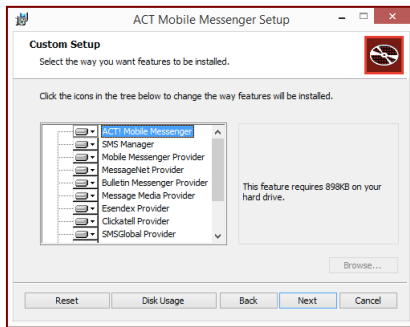 ACT Mobile Messenger Setup
Custom Setup
Select the way you want features to be installed.
Click the icons in the tree below to change the way features will be installed.
ACT! Mobile Messenger
SMS Manager
Mobile Messenger Provider
MessageNet Provider
Bulletin Messenger Provider
Message Media Provider
Esendex Provider
Clickatell Provider
SMSGlobal Provider
This feature requires 898KB on your
hard drive.
Browse...
Reset Disk Usage Back Next Cancel